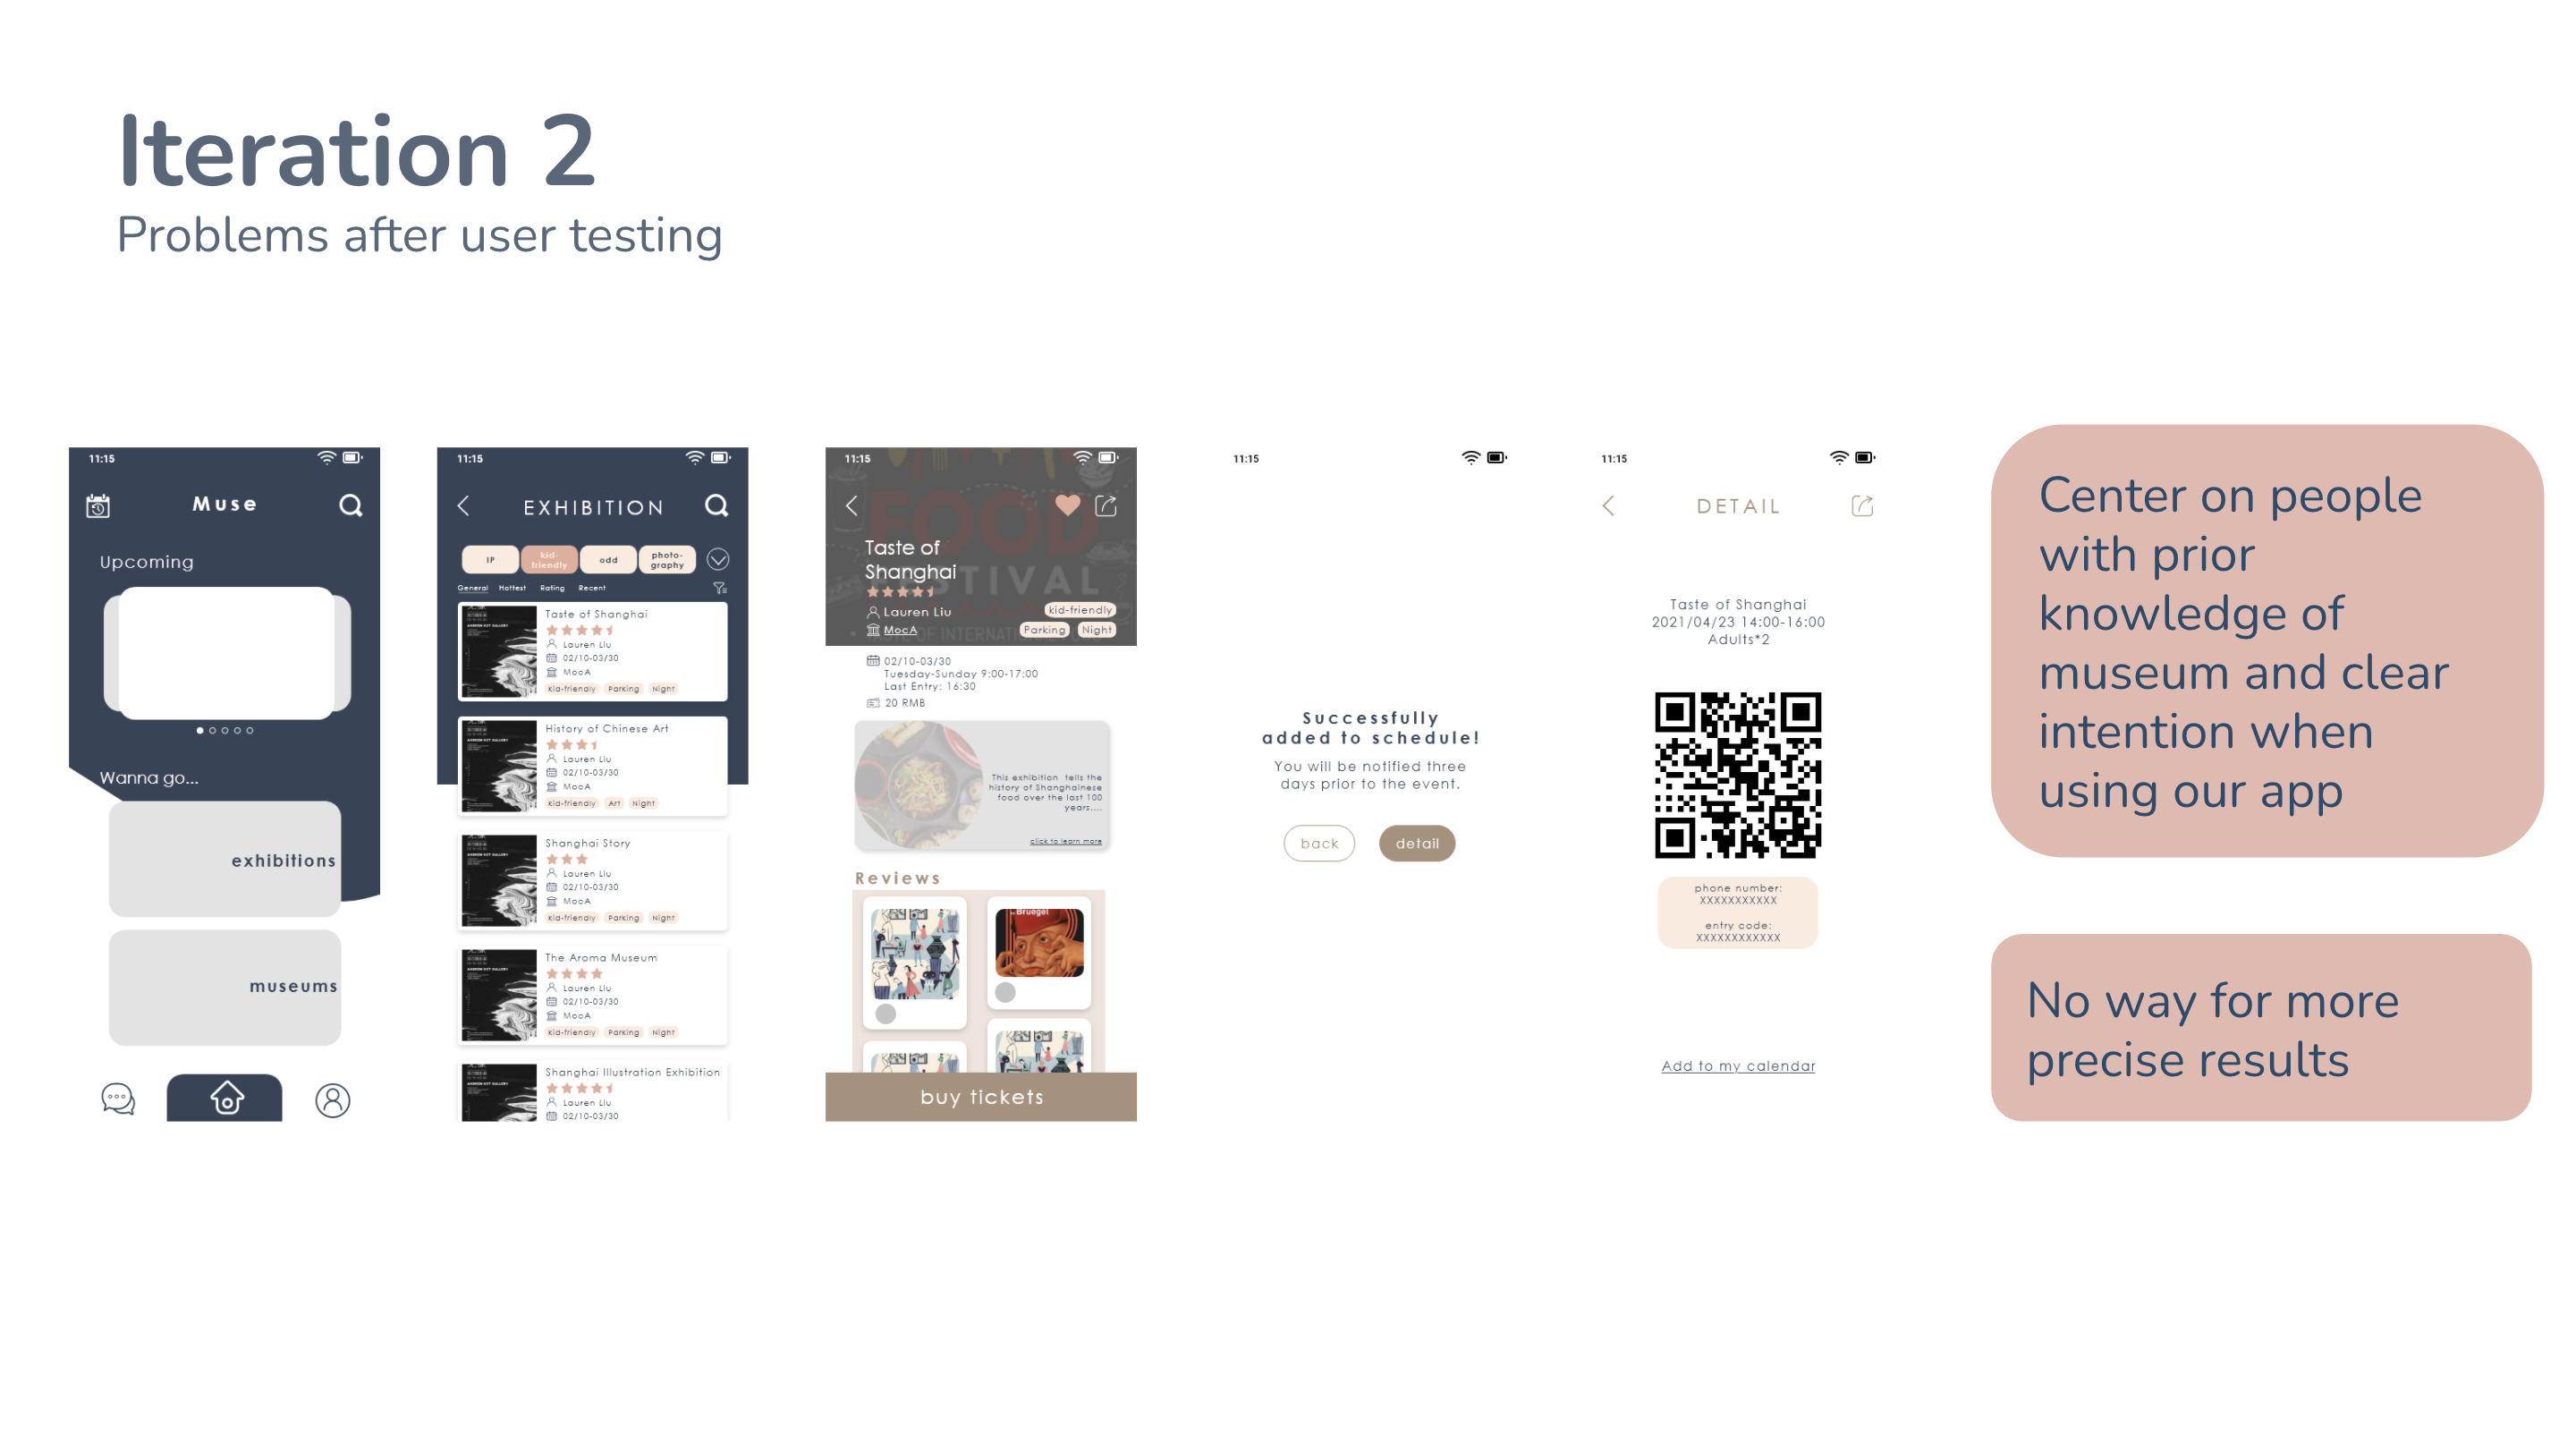 Iteration 2
Problems after user testing
11:15
Muse
Upcoming
Wanna go...
exhibitions
museums
11:15
EXHIBITION
IP
kid-
friendly
odd
photo-
graphy
General Hottest Rating Recent
Taste of Shanghai
Lauren Liu
02/10-03/30
MocA
kid-friendly Parking Night
History of Chinese Art
Lauren Liu
02/10-03/30
MocA
kid-friendly Art Night
Shanghai Story
Lauren Liu
02/10-03/30
MocA
kid-friendly Parking Night
The Aroma Museum
Lauren Liu
02/10-03/30
MocA
kid-friendly Parking Night
Shanghai Illustration Exhibition
Lauren Liu
02/10-03/30
11:15
FOOD
FESTIVAL
Taste of
Shanghai
Lauren Liu
MocA
kid-friendly
Parking Night
OF INTERNATIONAL
02/10-03/30
Tuesday-Sunday 9:00-17:00
Last Entry: 16:30
20 RMB
This exhibition tells the
history of Shanghainese
food over the last 100
years....
click to learn more
Reviews
Bruegel
buy tickets
11:15
Successfully
added to schedule!
You will be notified three
days prior to the event.
back
detail
11:15
DETAIL
Taste of Shanghai
2021/04/23 14:00-16:00
Adults*2
phone number:
XXXXXXXXXXX
entry code:
XXXXXXXXXXXX
Add to my calendar
Center on people
with prior
knowledge of
museum and clear
intention when
using our app
No way for more
precise results